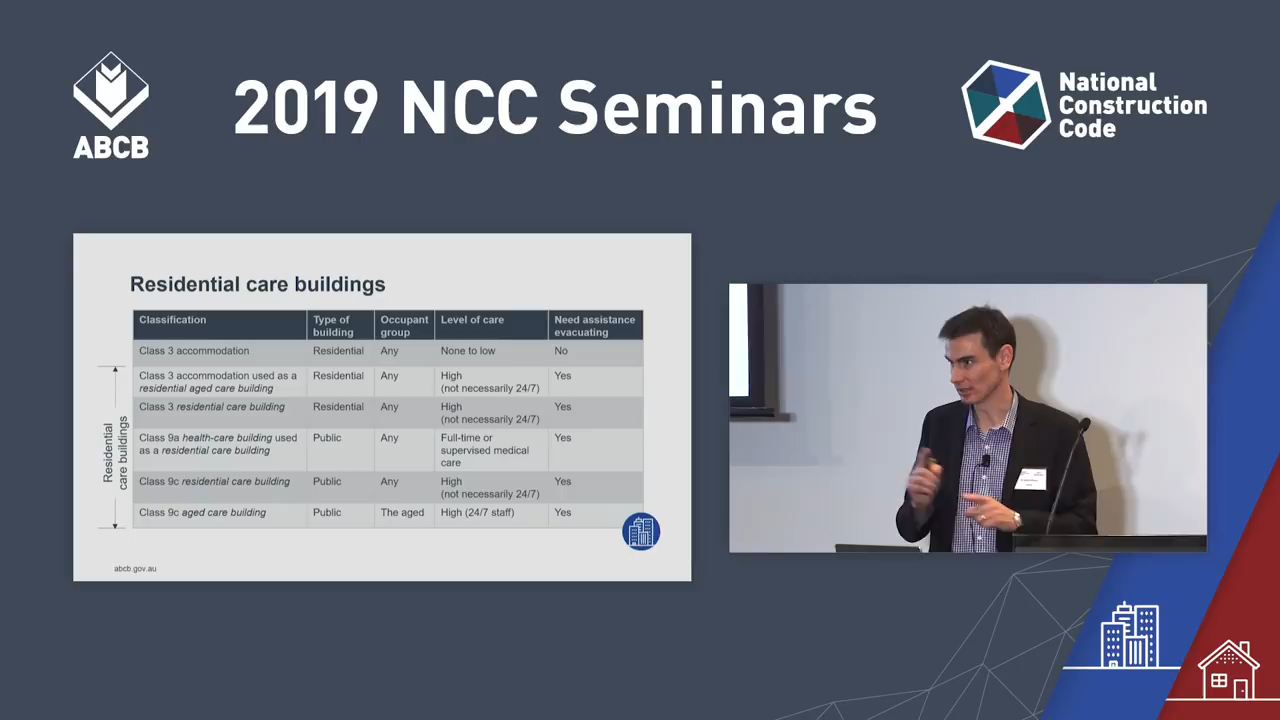 ABCB
2019 NCC Seminars
National
Construction
Code
Residential care buildings
Classification
Type of
building
Occupant
group
Level of care
Need assistance
evacuating
Class 3 accommodation
Residential
Any
None to low
No
Class 3 accommodation used as a
residential aged care building
Residential
Any
High
(not necessarily 24/7)
Yes
Class 3 residential care building
Residential
Any
High
(not necessarily 24/7)
Yes
Class 9a health-care building used
as a residential care building
Public
Any
Full-time or
supervised medical
care
Yes
Class 9c residential care building
Public
Any
High
(not necessarily 24/7)
Yes
Class 9c aged care building
Public
The aged
High (24/7 staff)
Yes
Residential
care buildings
abcb.gov.au